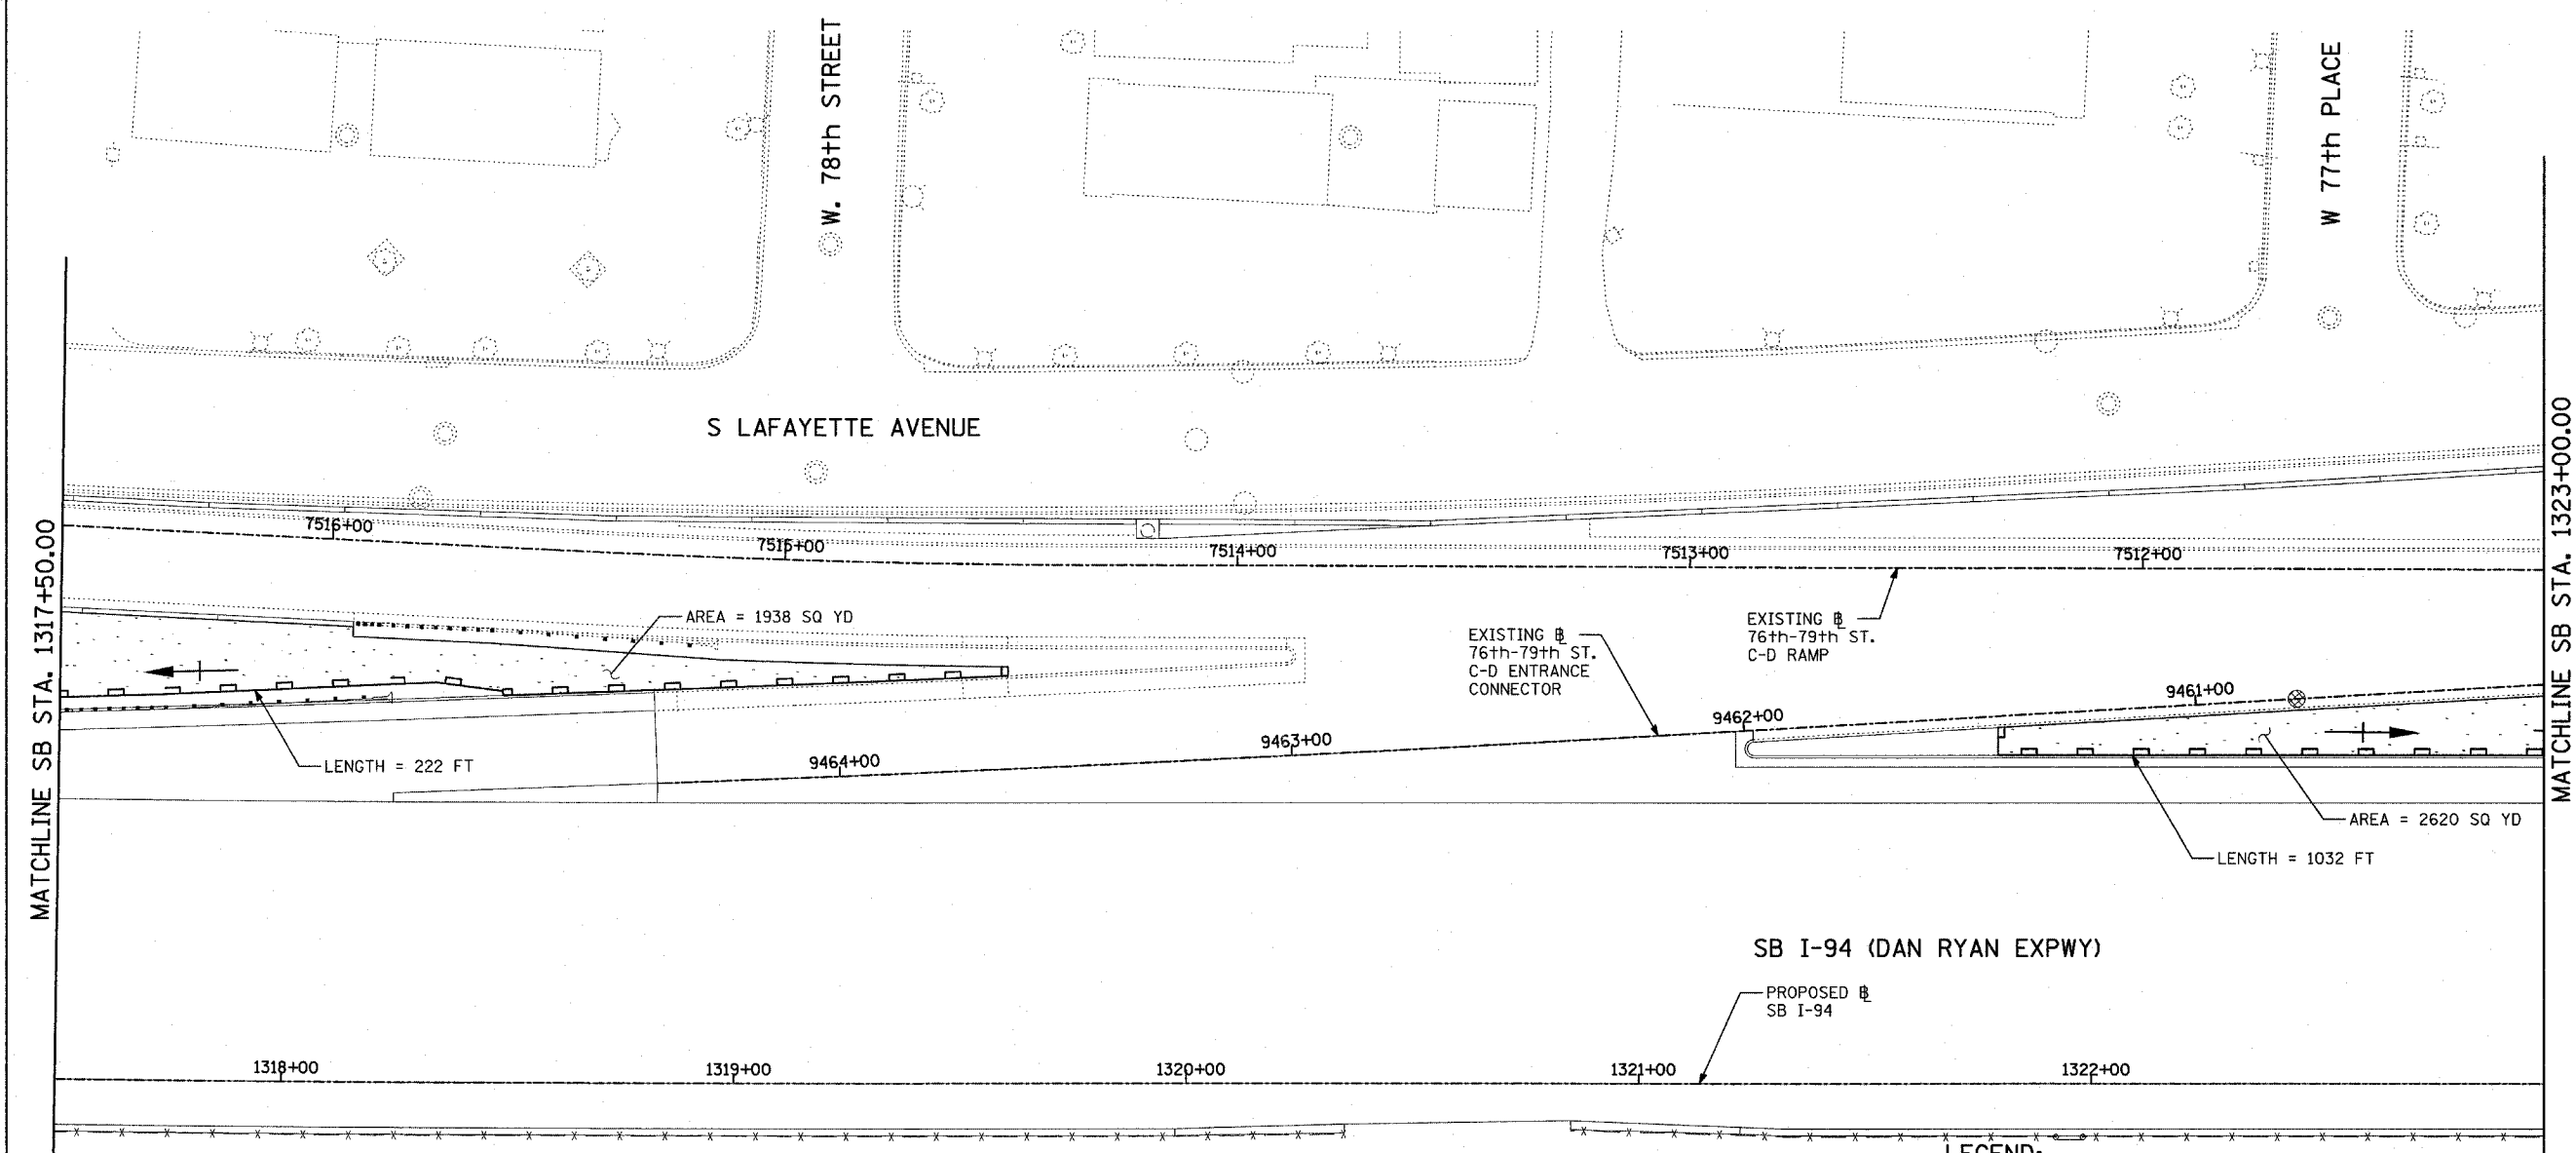 W. 78th STREET
W 77th PLACE
S LAFAYETTE AVENUE
MATCHLINE SB STA. 1317+50.00
MATCHLINE SB STA. 1323+00.00
7516+00
7515+00
7514+00
7513+00
7512+00
AREA = 1938 SQ YD
EXISTING ℄
76th-79th ST.
C-D ENTRANCE
CONNECTOR
EXISTING ℄
76th-79th ST.
C-D RAMP
9461+00
9462+00
9463+00
9464+00
LENGTH = 222 FT
AREA = 2620 SQ YD
LENGTH = 1032 FT
SB I-94 (DAN RYAN EXPWY)
PROPOSED ℄
SB I-94
1318+00
1319+00
1320+00
1321+00
1322+00
LEGEND: